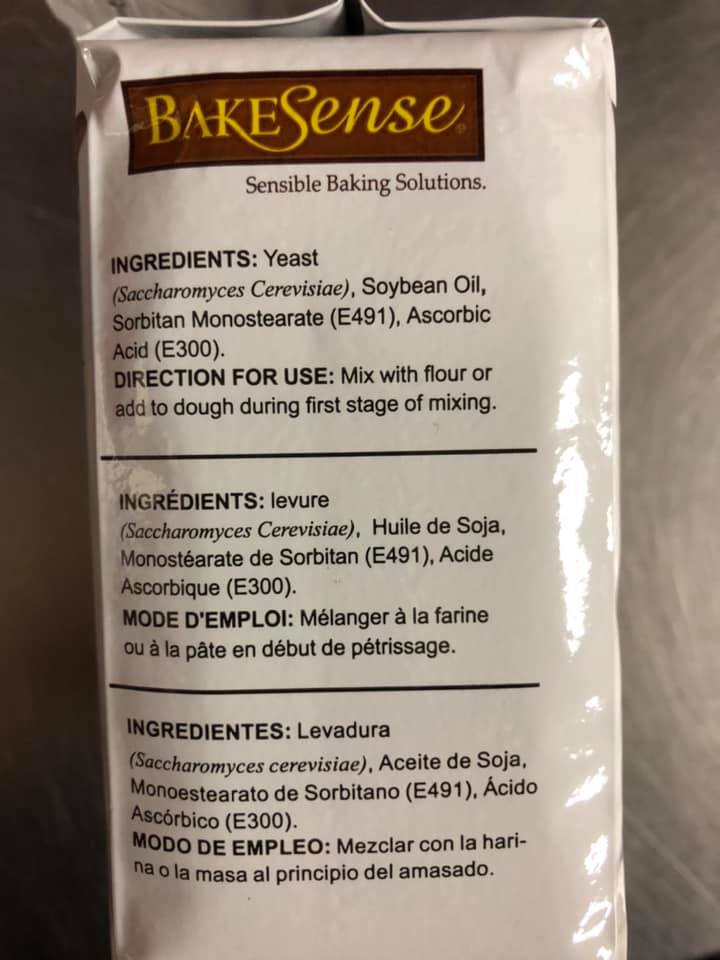 BAKESense®
Sensible Baking Solutions.
INGREDIENTS: Yeast
(Saccharomyces Cerevisiae), Soybean Oil,
Sorbitan Monostearate (E491), Ascorbic
Acid (E300).
DIRECTION FOR USE: Mix with flour or
add to dough during first stage of mixing.
INGRÉDIENTS: levure
(Saccharomyces Cerevisiae), Huile de Soja,
Monostéarate de Sorbitan (E491), Acide
Ascorbique (E300).
MODE D'EMPLOI: Mélanger à la farine
ou à la pâte en début de pétrissage.
INGREDIENTES: Levadura
(Saccharomyces cerevisiae), Aceite de Soja,
Monoestearato de Sorbitano (E491), Ácido
Ascórbico (E300).
MODO DE EMPLEO: Mezclar con la hari-
na o la masa al principio del amasado.